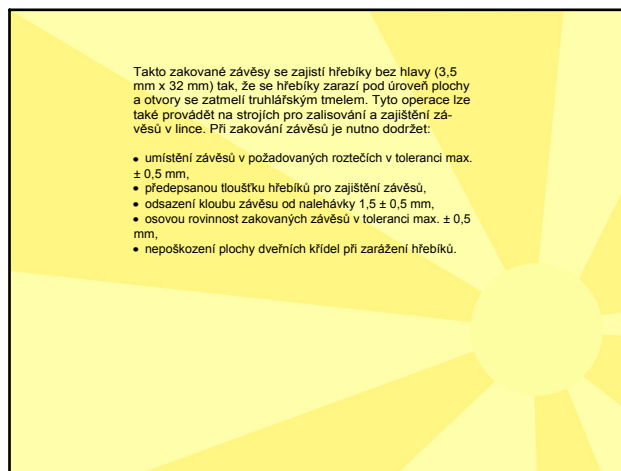 Takto zakované závěsy se zajistí hřebíky bez hlavy (3,5
mm x 32 mm) tak, že se hřebíky zarazí pod úroveň plochy
a otvory se zatmelí truhlářským tmelem. Tyto operace lze
také provádět na strojích pro zalisování a zajištění zá-
věsů v lince. Při zakování závěsů je nutno dodržet:
• umístění závěsů v požadovaných roztečích v toleranci max.
± 0,5 mm,
• předepsanou tloušťku hřebíků pro zajištění závěsů,
• odsazení kloubu závěsu od nalehávky 1,5 ± 0,5 mm,
• osovou rovinnost zakovaných závěsů v toleranci max. ± 0,5
mm,
• nepoškození plochy dveřních křídel při zarážení hřebíků.